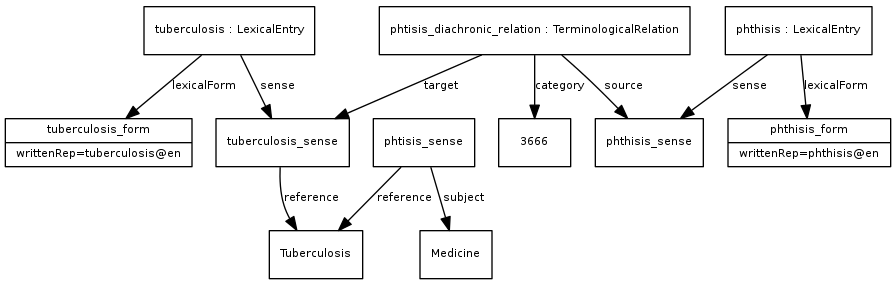 tuberculosis : LexicalEntry
phtisis_diachronic_relation : TerminologicalRelation
phthisis : LexicalEntry
lexicalForm
sense
target
category
source
sense
lexicalForm
tuberculosis_form
writtenRep=tuberculosis@en
tuberculosis_sense
phtisis_sense
3666
phthisis_sense
phthisis_form
writtenRep=phthisis@en
reference
reference
subject
Tuberculosis
Medicine